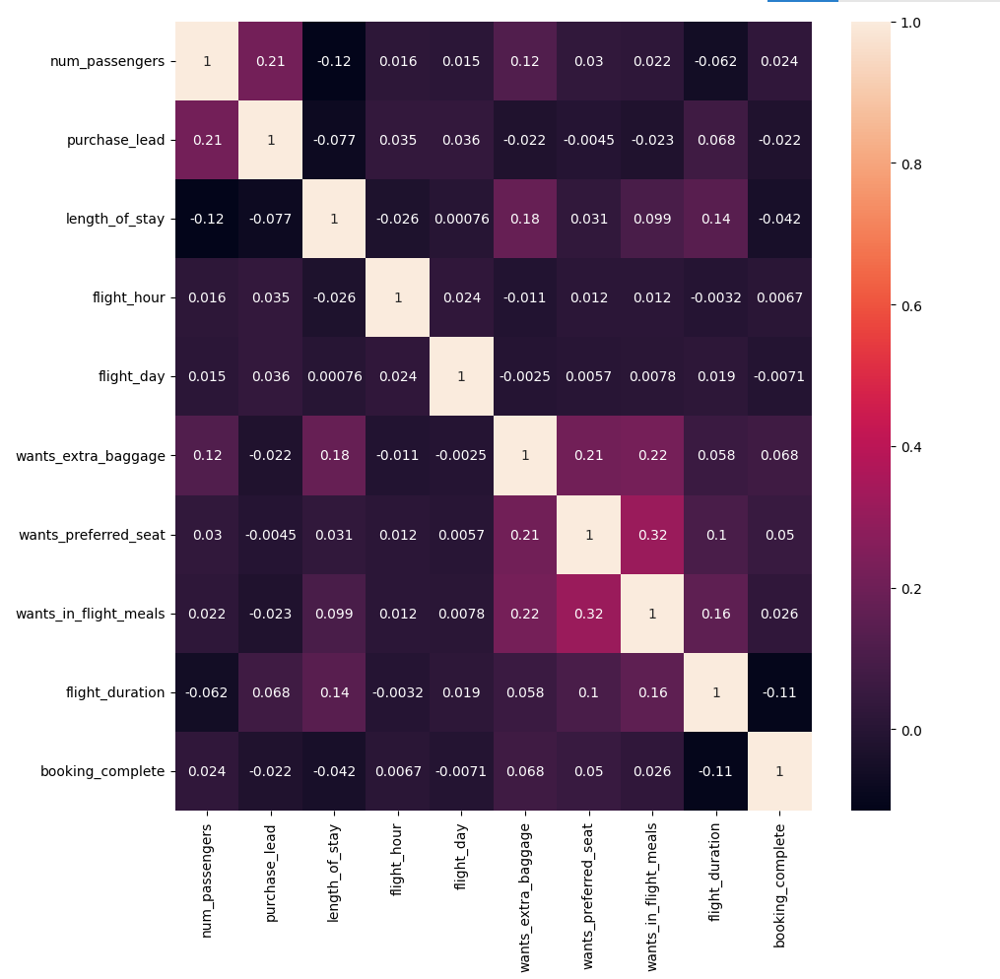 num_passengers 1 0.21 -0.12 0.016 0.015 0.12 0.03 0.022 -0.062 0.024
purchase_lead 0.21 1 -0.077 0.035 0.036 -0.022 -0.0045 -0.023 0.068 -0.022
length_of_stay -0.12 -0.077 1 -0.026 0.00076 0.18 0.031 0.099 0.14 -0.042
flight_hour 0.016 0.035 -0.026 1 0.024 -0.011 0.012 0.012 -0.0032 0.0067
flight_day 0.015 0.036 0.00076 0.024 1 -0.0025 0.0057 0.0078 0.019 -0.0071
wants_extra_baggage 0.12 -0.022 0.18 -0.011 -0.0025 1 0.21 0.22 0.058 0.068
wants_preferred_seat 0.03 -0.0045 0.031 0.012 0.0057 0.21 1 0.32 0.1 0.05
wants_in_flight_meals 0.022 -0.023 0.099 0.012 0.0078 0.22 0.32 1 0.16 0.026
flight_duration -0.062 0.068 0.14 -0.0032 0.019 0.058 0.1 0.16 1 -0.11
booking_complete 0.024 -0.022 -0.042 0.0067 -0.0071 0.068 0.05 0.026 -0.11 1
num_passengers
purchase_lead
length_of_stay
flight_hour
flight_day
wants_extra_baggage
wants_preferred_seat
wants_in_flight_meals
flight_duration
booking_complete
1.0
0.8
0.6
0.4
0.2
0.0